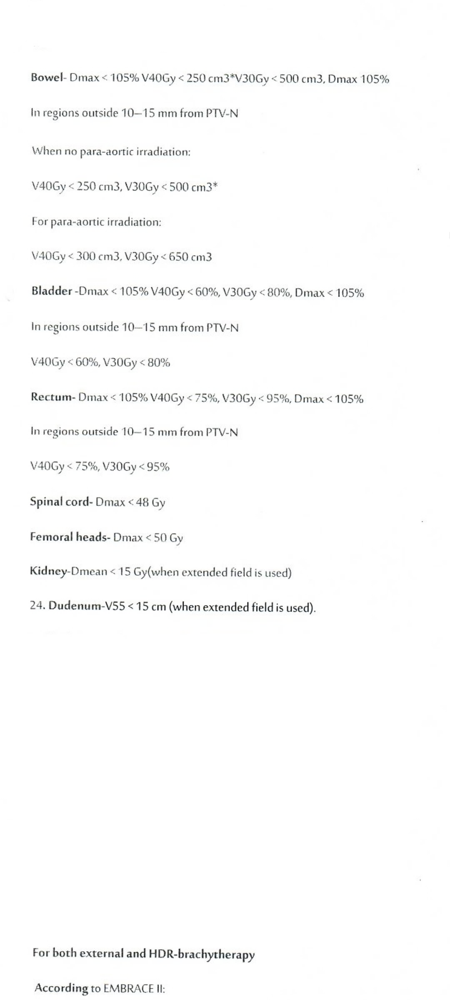 Bowel- Dmax < 105% V40Gy < 250 cm3*V30Gy < 500 cm3, Dmax 105%
In regions outside 10–15 mm from PTV-N
When no para-aortic irradiation:
V40Gy < 250 cm3, V30Gy < 500 cm3*
For para-aortic irradiation:
V40Gy < 300 cm3, V30Gy < 650 cm3
Bladder -Dmax < 105% V40Gy < 60%, V30Gy < 80%, Dmax < 105%
In regions outside 10–15 mm from PTV-N
V40Gy < 60%, V30Gy < 80%
Rectum- Dmax < 105% V40Gy < 75%, V30Gy < 95%, Dmax < 105%
In regions outside 10–15 mm from PTV-N
V40Gy < 75%, V30Gy < 95%
Spinal cord- Dmax < 48 Gy
Femoral heads- Dmax < 50 Gy
Kidney-Dmean < 15 Gy(when extended field is used)
24. Dudenum-V55 < 15 cm (when extended field is used).
For both external and HDR-brachytherapy
According to EMBRACE II: